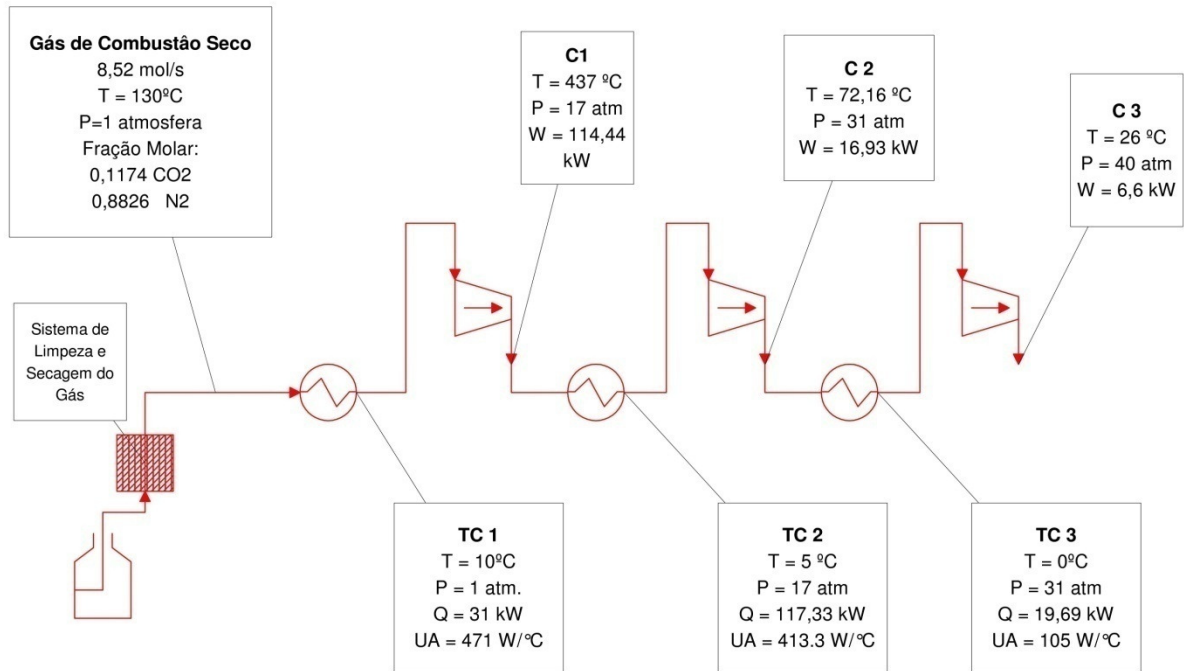 Gás de Combustâo Seco
8,52 mol/s
T = 130ºC
P=1 atmosfera
Fração Molar:
0,1174 CO2
0,8826 N2
C1
T = 437 ºC
P = 17 atm
W = 114,44
kW
C 2
T = 72,16 ºC
P = 31 atm
W = 16,93 kW
C 3
T = 26 ºC
P = 40 atm
W = 6,6 kW
Sistema de
Limpeza e
Secagem do
Gás
TC 1
T = 10ºC
P = 1 atm.
Q = 31 kW
UA = 471 W/°C
TC 2
T = 5 ºC
P = 17 atm
Q = 117,33 kW
UA = 413.3 W/°C
TC 3
T = 0ºC
P = 31 atm
Q = 19,69 kW
UA = 105 W/°C